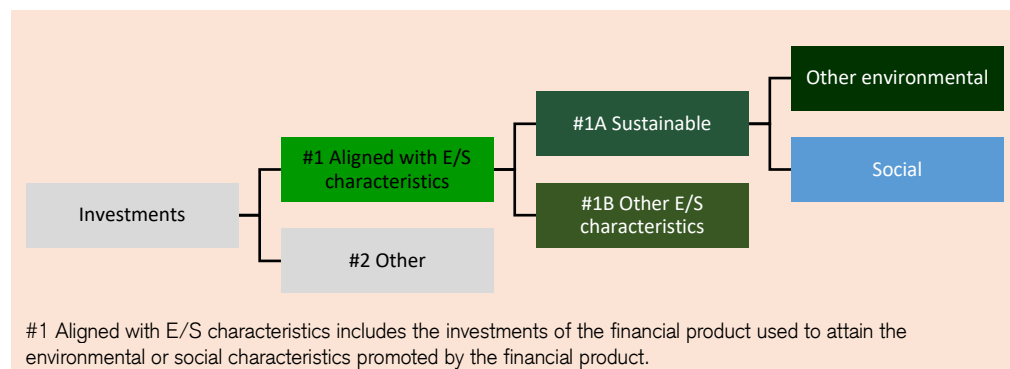 Other environmental
#1A Sustainable
#1 Aligned with E/S
characteristics
Social
Investments
#1B Other E/S
characteristics
#2 Other
#1 Aligned with E/S characteristics includes the investments of the financial product used to attain the
environmental or social characteristics promoted by the financial product.